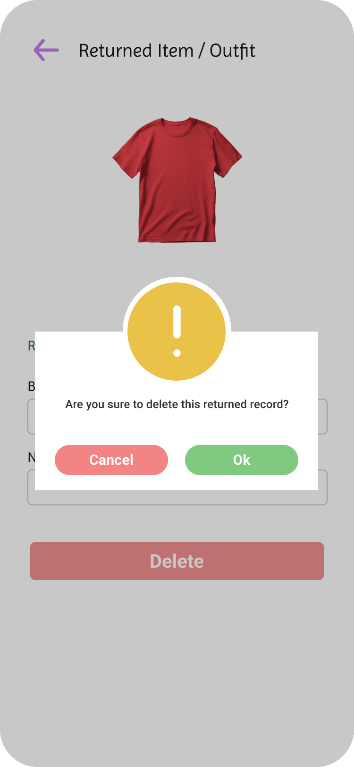 Returned Item / Outfit
R
B
Are you sure to delete this returned record?
N
Cancel
Ok
Delete